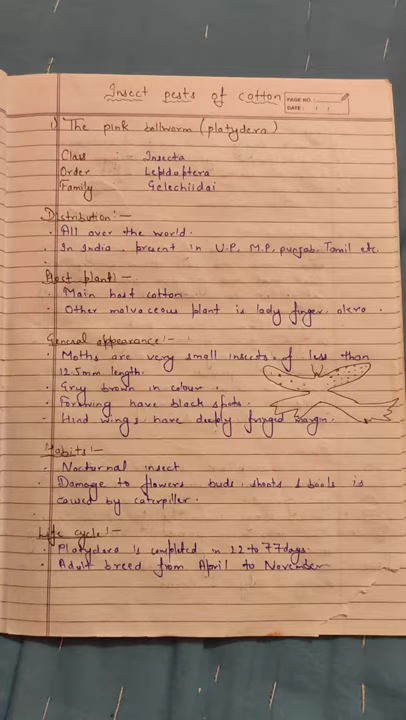 Insect pests of cotton
PAGE NO.:
DATE: / /
1) The pink bollworm (platydera)
Class :- Insecta
Order Lepidoptera
Family Gelechiidai
Distribution :-
· All over the world.
· In India. present in U.P, M.P, punjab. Tamil etc.
Host plant :-
· Main host cotton
· Other malvaceous plant is lady finger, okra.
General appearance :-
· Moths are very small insects of less than
12.5mm length.
· Grey brown in colour.
· Forewing have black spots.
· Hind wings have deeply fringed margin.
Habits :-
· Nocturnal insect
· Damage to flowers, buds, shoots & bools is
caused by caterpiller.
Life cycle :-
· Platydera is completed in 22 to 77days.
· Adult breed from April to November